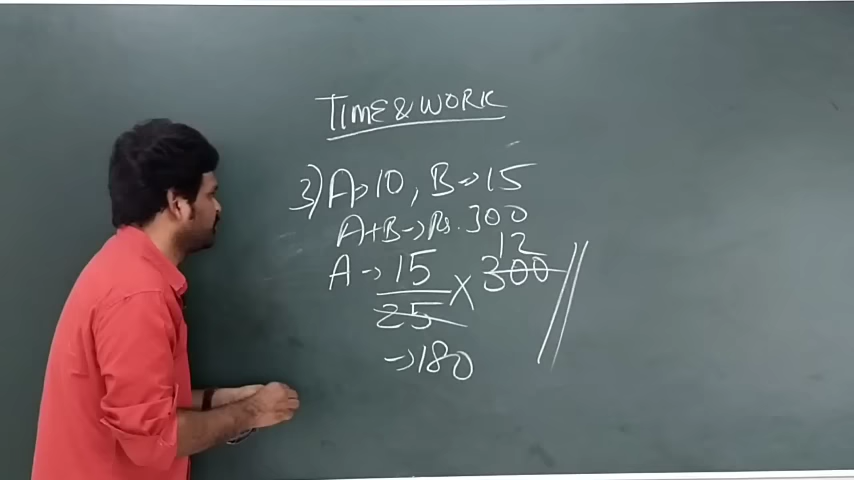 TIME & WORK
3) A → 10, B → 15
A+B → Rs. 300
12
A → 15 × 300
25
→ 180